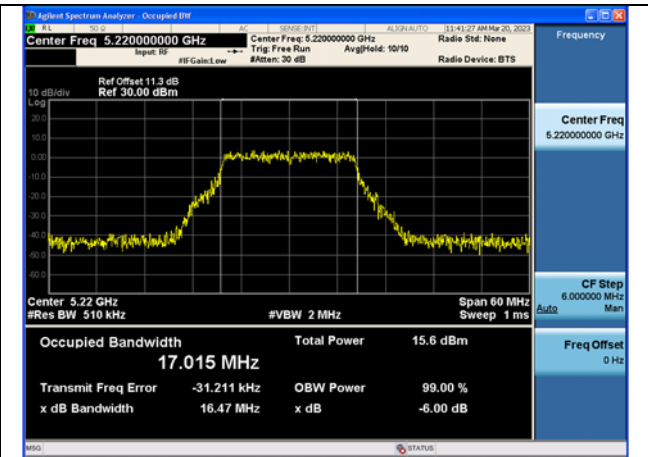 Agilent Spectrum Analyzer - Occupied BW
RL 50 Ω AC SENSE:INT ALIGNAUTO 11:41:27 AM Mar 20, 2023
Center Freq 5.220000000 GHz
Center Freq: 5.220000000 GHz
Radio Std: None
Input: RF
Trig: Free Run Avg|Hold: 10/10
#IFGain:Low
#Atten: 30 dB
Radio Device: BTS
Ref Offset 11.3 dB
10 dB/div Ref 30.00 dBm
Log
20.0
10.0
0.00
-10.0
-20.0
-30.0
-40.0
-50.0
-60.0
Center 5.22 GHz Span 60 MHz
#Res BW 510 kHz #VBW 2 MHz Sweep 1 ms
Occupied Bandwidth Total Power 15.6 dBm
17.015 MHz
Transmit Freq Error -31.211 kHz OBW Power 99.00 %
x dB Bandwidth 16.47 MHz x dB -6.00 dB
MSG STATUS
Frequency
Center Freq
5.220000000 GHz
CF Step
6.000000 MHz
Auto Man
Freq Offset
0 Hz